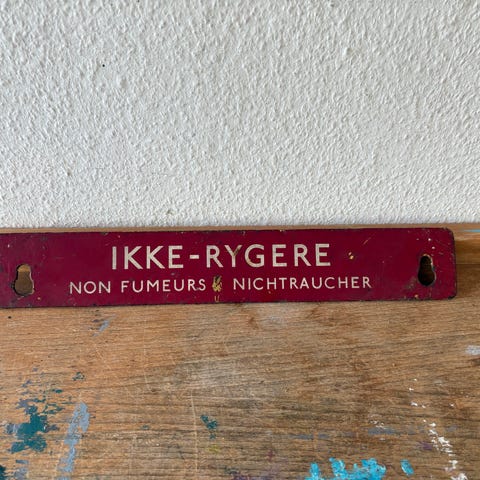 IKKE-RYGERE
NON FUMEURS NICHTRAUCHER